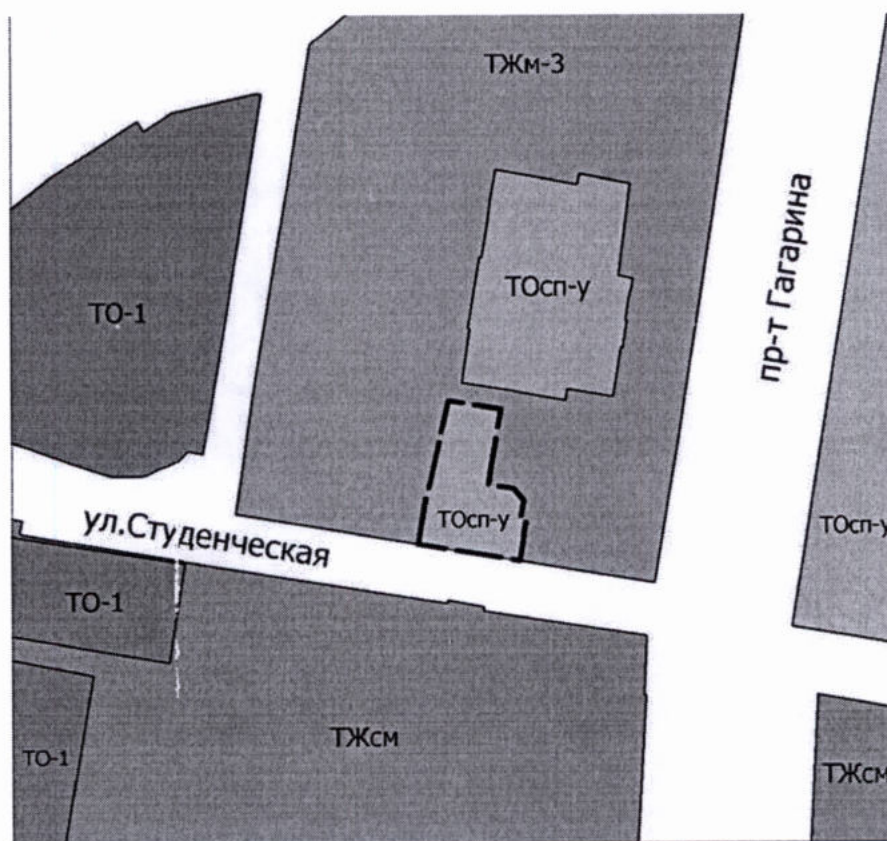 ТЖм-3
ТОсп-у
пр-т Гагарина
ТО-1
ТОсп-у
ТОсп-у
ул.Студенческая
ТО-1
ТЖсм
ТО-1
ТЖсм